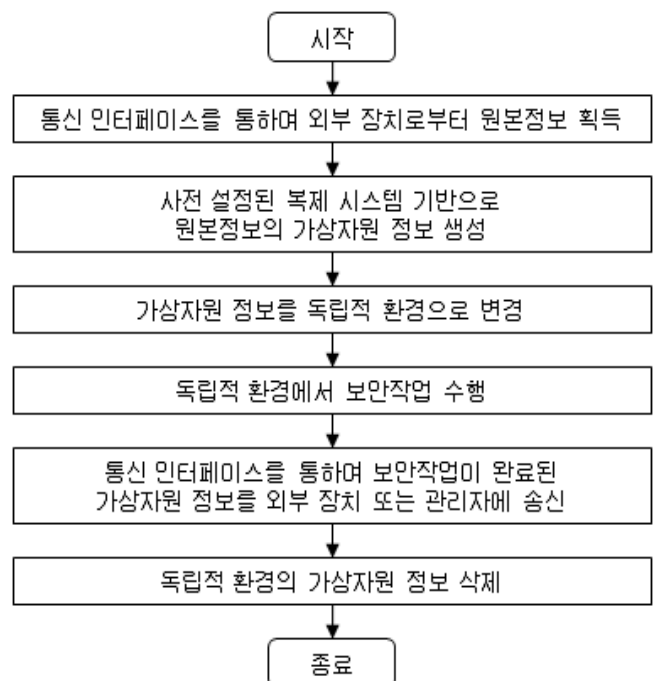 시작
통신 인터페이스를 통하며 외부 장치로부터 원본정보 획득
사전 설정된 복제 시스템 기반으로
원본정보의 가상자원 정보 생성
가상자원 정보를 독립적 환경으로 변경
독립적 환경에서 보안작업 수행
통신 인터페이스를 통하며 보안작업이 완료된
가상자원 정보를 외부 장치 또는 관리자에 송신
독립적 환경의 가상자원 정보 삭제
종료